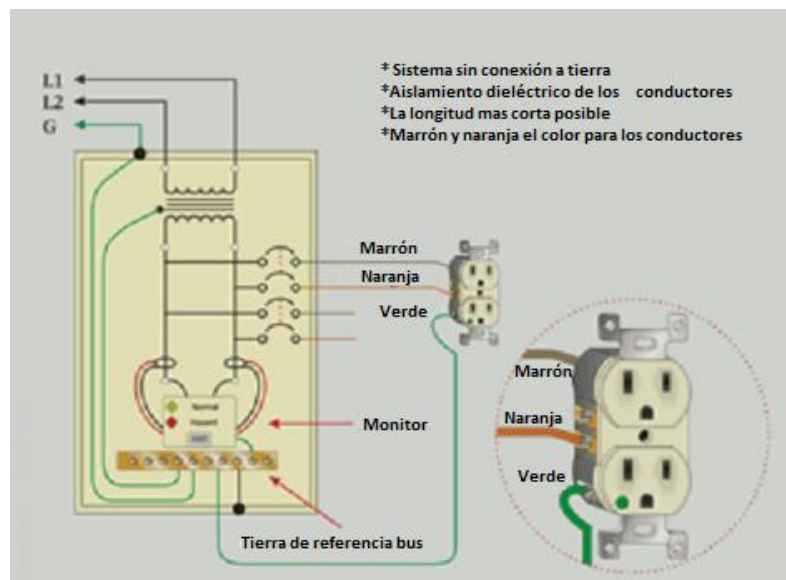 * Sistema sin conexión a tierra
*Aislamiento dieléctrico de los conductores
*La longitud mas corta posible
*Marrón y naranja el color para los conductores
L1
L2
G
Marrón
Naranja
Verde
Normal
Hazard
Monitor
Tierra de referencia bus
Marrón
Naranja
Verde